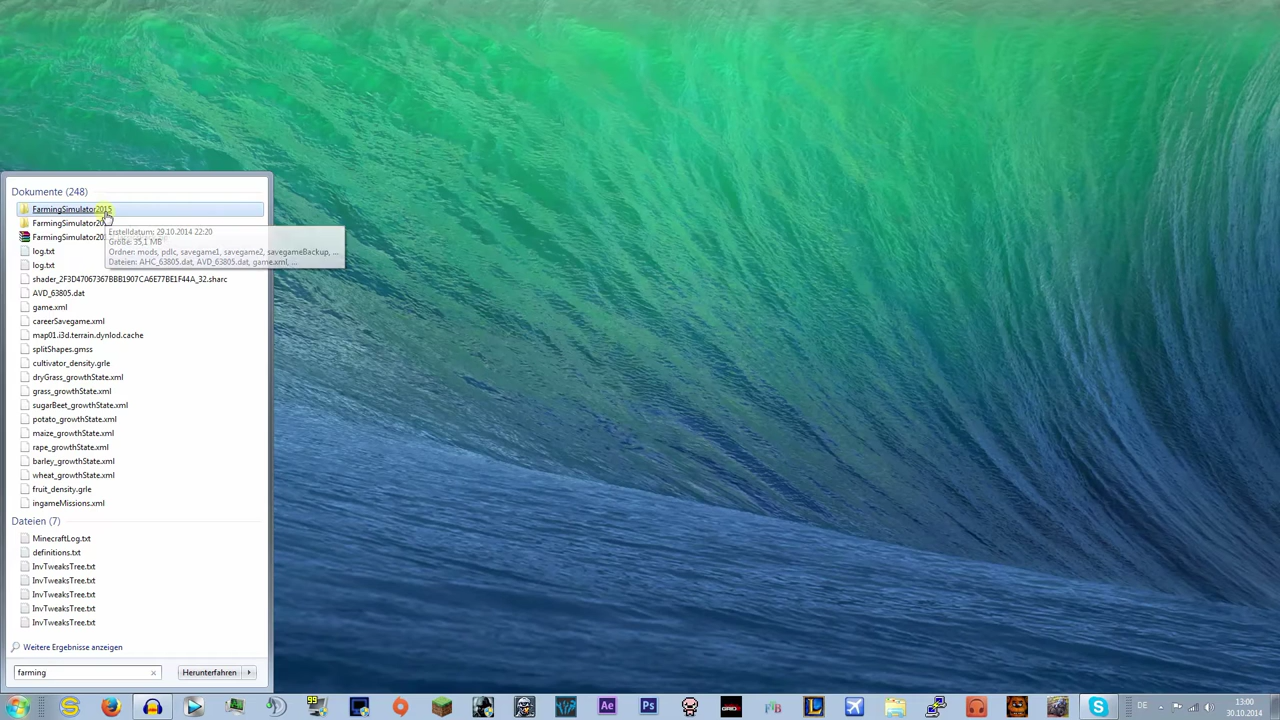 Dokumente (248)
FarmingSimulator2015
FarmingSimulator20
Erstelldatum: 29.10.2014 22:20
FarmingSimulator20
Größe: 35,1 MB
Ordner: mods, pdlc, savegame1, savegame2, savegameBackup, ...
Dateien: AHC_63805.dat, AVD_63805.dat, game.xml, ...
log.txt
log.txt
shader_2F3D47067367BBB1907CA6E77BE1F44A_32.sharc
AVD_63805.dat
game.xml
careerSavegame.xml
map01.i3d.terrain.dynlod.cache
splitShapes.gmss
cultivator_density.grle
dryGrass_growthState.xml
grass_growthState.xml
sugarBeet_growthState.xml
potato_growthState.xml
maize_growthState.xml
rape_growthState.xml
barley_growthState.xml
wheat_growthState.xml
fruit_density.grle
ingameMissions.xml
Dateien (7)
MinecraftLog.txt
definitions.txt
InvTweaksTree.txt
InvTweaksTree.txt
InvTweaksTree.txt
InvTweaksTree.txt
InvTweaksTree.txt
Weitere Ergebnisse anzeigen
farming
Herunterfahren
99
Ae
Ps
GRID
L
S
DE
13:00
30.10.2014